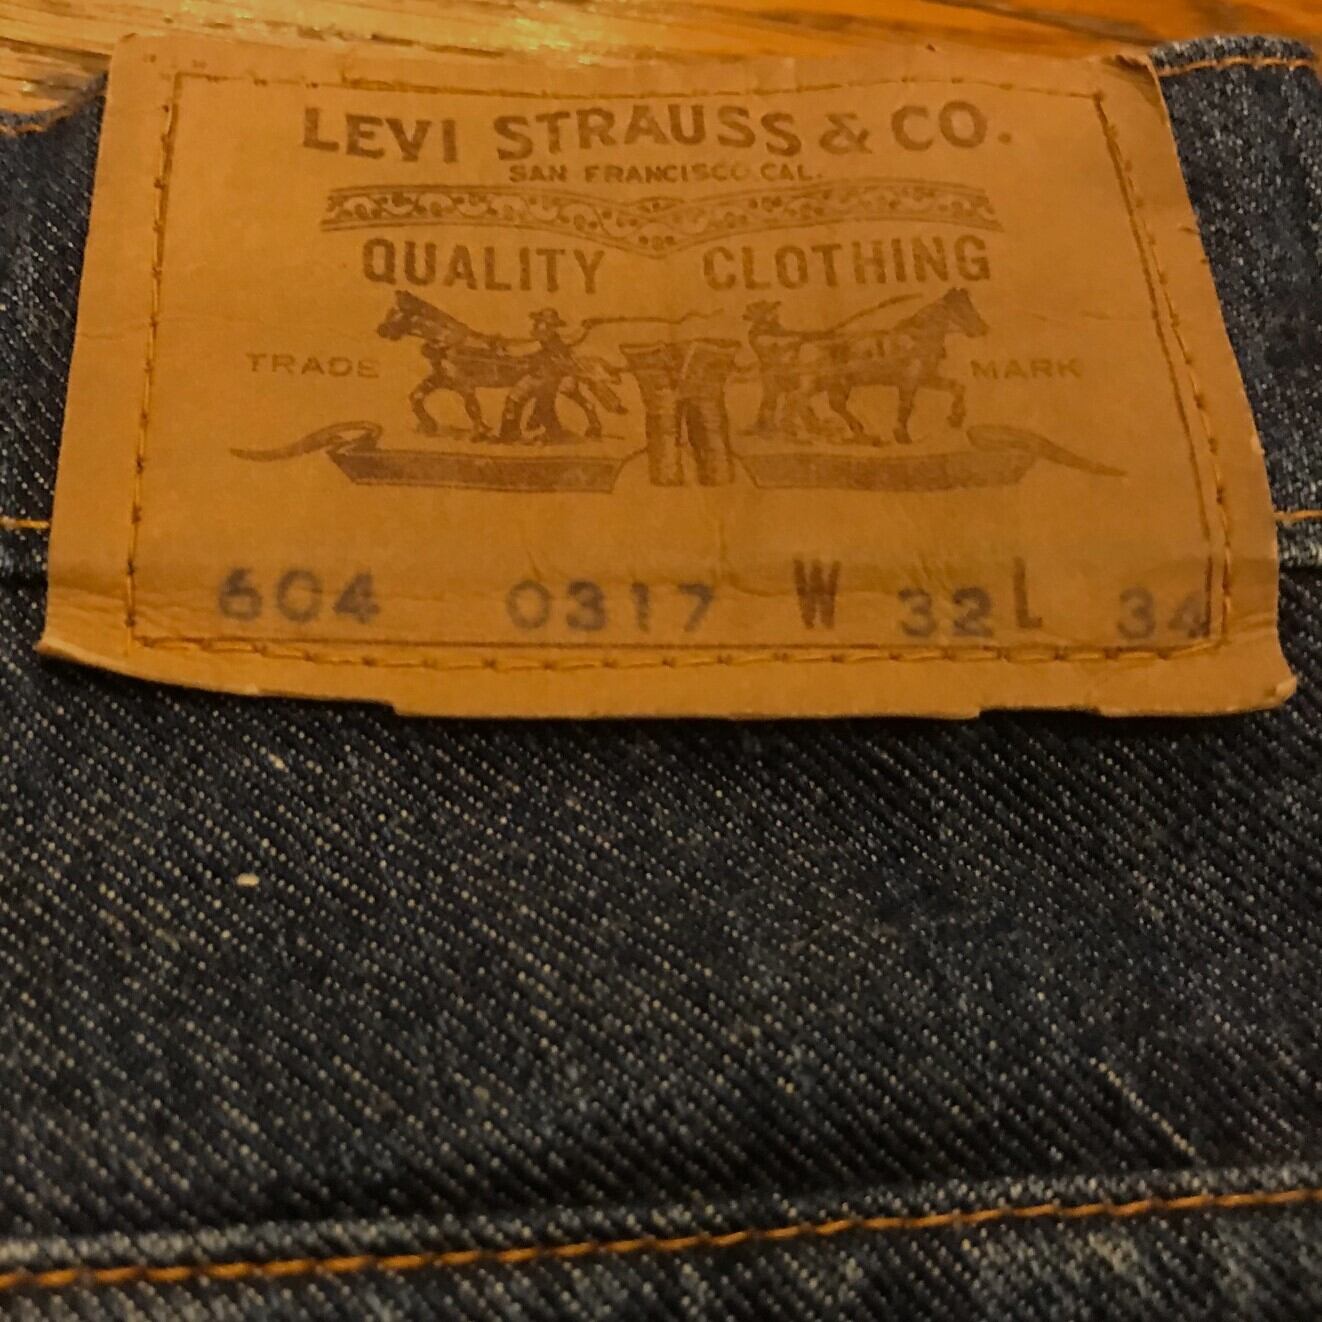 LEVI STRAUSS & CO.
SAN FRANCISCO, CAL.
QUALITY CLOTHING
TRADE MARK
604 0317 W 32 L 34